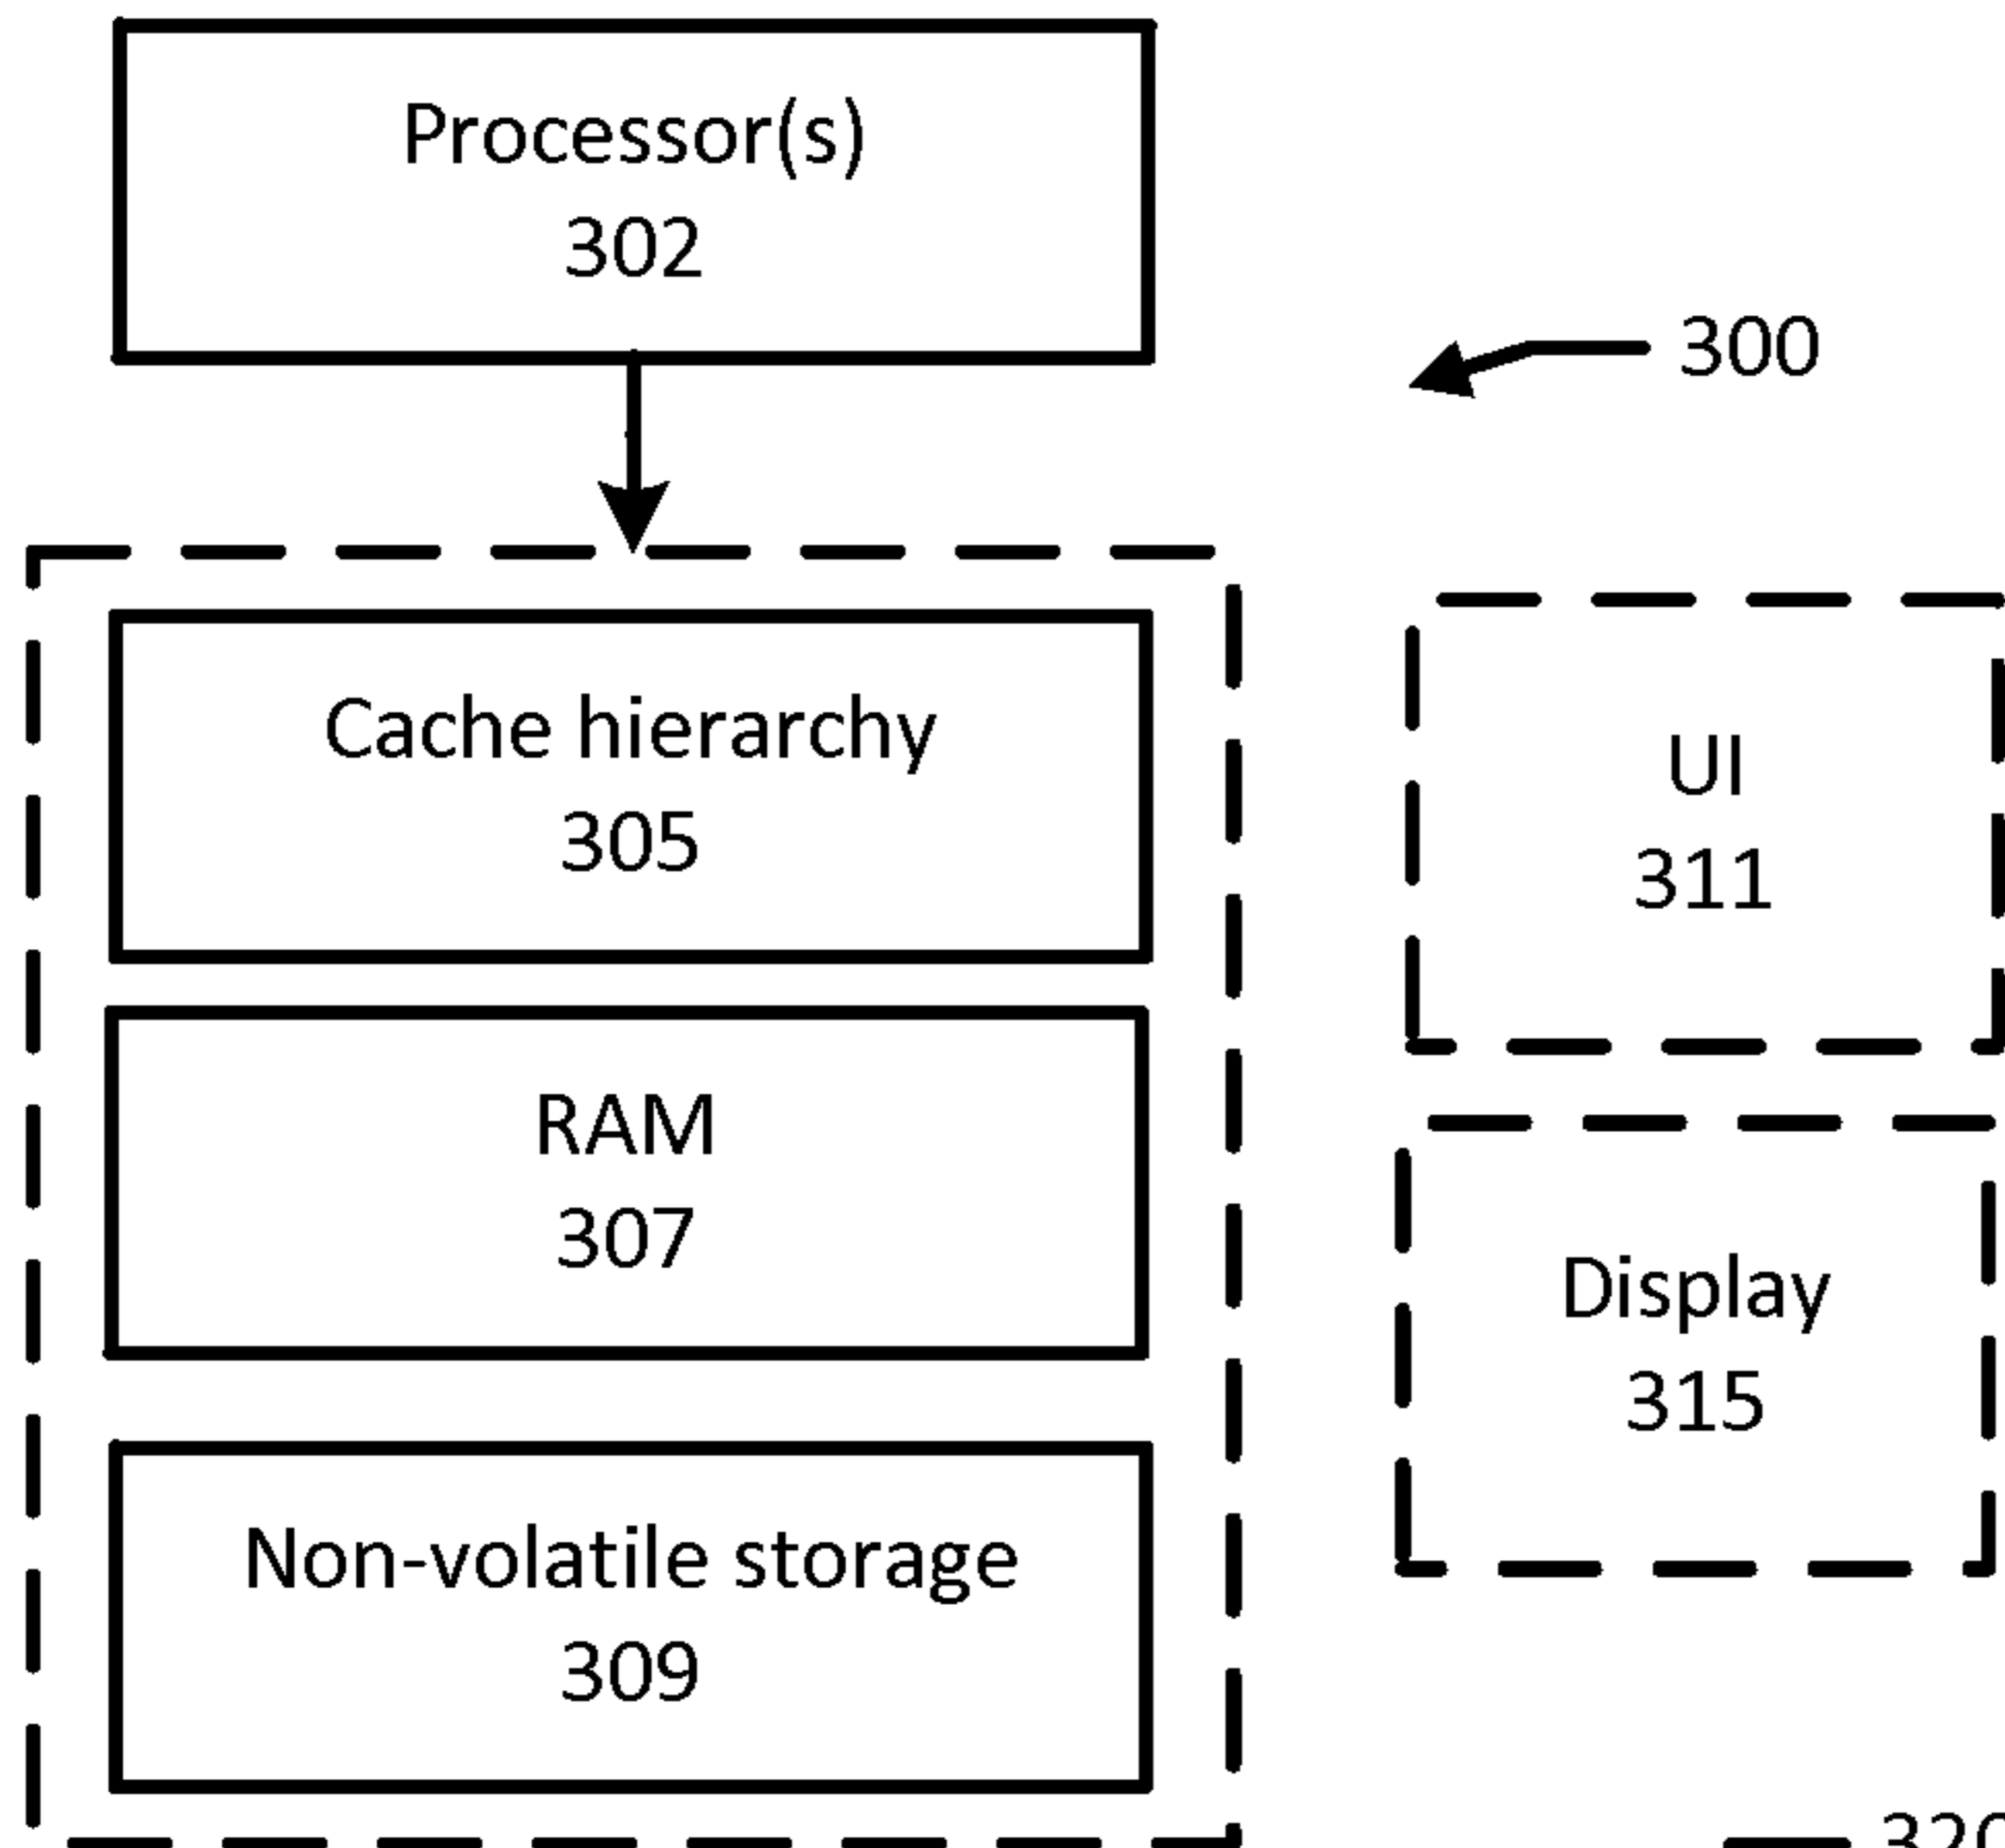 Processor(s)
302
300
Cache hierarchy
305
UI
311
RAM
307
Display
315
Non-volatile storage
309